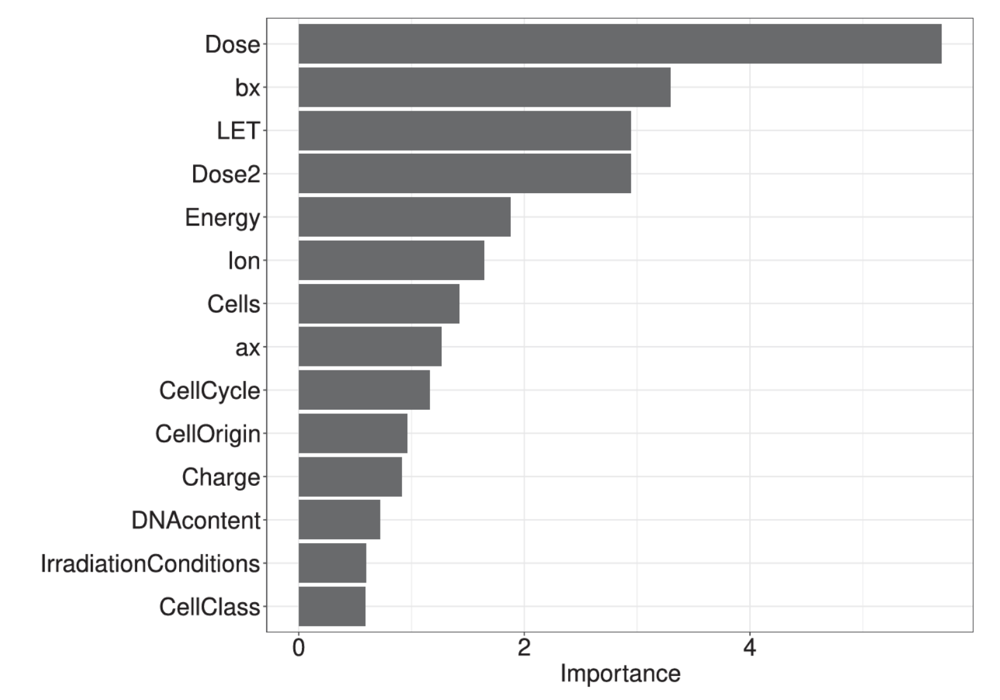 Dose
bx
LET
Dose2
Energy
Ion
Cells
ax
CellCycle
CellOrigin
Charge
DNAcontent
IrradiationConditions
CellClass
0 2 4
Importance